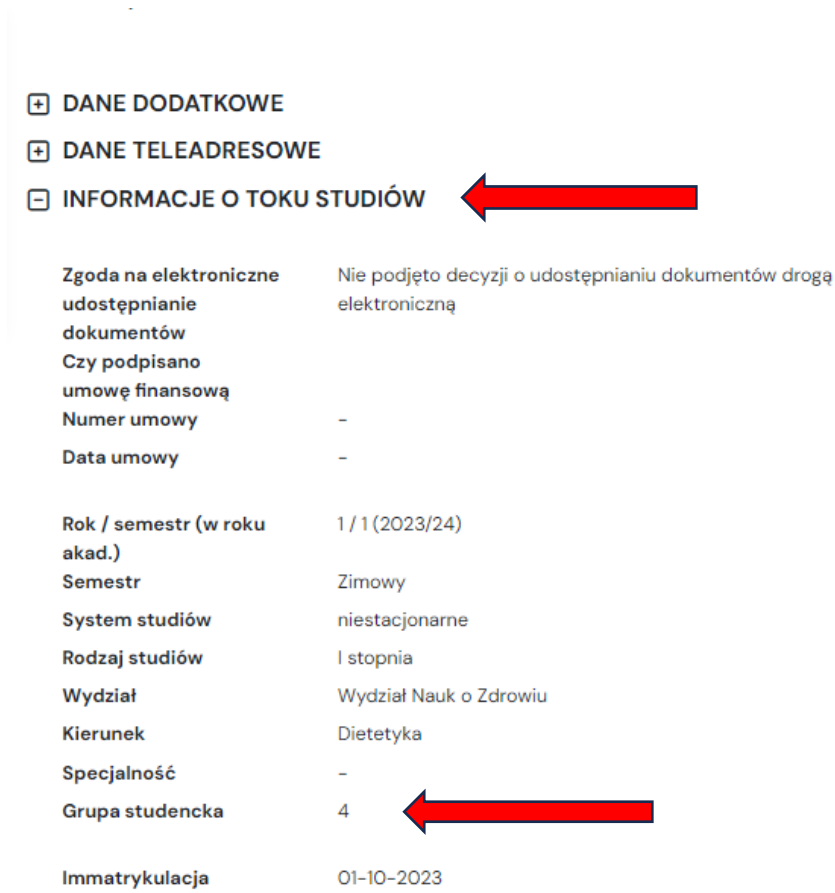 DANE DODATKOWE
DANE TELEADRESOWE
INFORMACJE O TOKU STUDIÓW
Zgoda na elektroniczne Nie podjęto decyzji o udostępnianiu dokumentów drogą
udostępnianie elektroniczną
dokumentów
Czy podpisano
umowę finansową
Numer umowy -
Data umowy -
Rok / semestr (w roku 1 / 1 (2023/24)
akad.)
Semestr Zimowy
System studiów niestacjonarne
Rodzaj studiów I stopnia
Wydział Wydział Nauk o Zdrowiu
Kierunek Dietetyka
Specjalność -
Grupa studencka 4
Immatrykulacja 01-10-2023